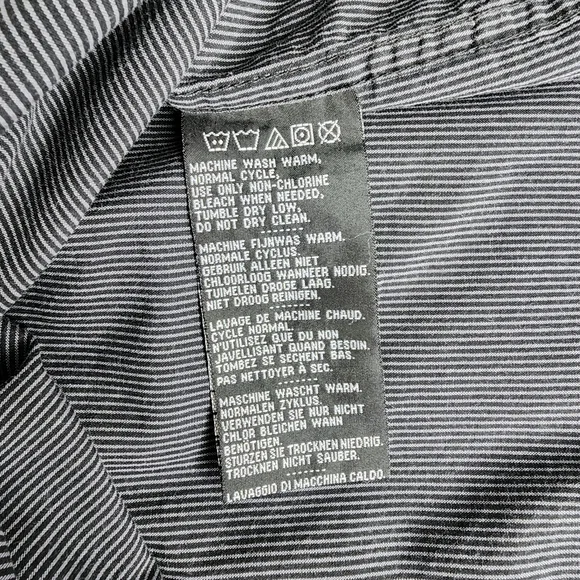 MACHINE WASH WARM,
NORMAL CYCLE,
USE ONLY NON-CHLORINE
BLEACH WHEN NEEDED,
TUMBLE DRY LOW,
DO NOT DRY CLEAN.
-------
MACHINE FIJNWAS WARM.
NORMALE CYCLUS
GEBRUIK ALLEEN NIET
CHLOORLOOG WANNEER NODIG.
TUIMELEN DROGE LAAG.
NIET DROOG REINIGEN.
-------
LAVAGE DE MACHINE CHAUD.
CYCLE NORMAL.
N'UTILISEZ QUE DU NON
JAVELLISANT QUAND BESOIN.
TOMBEZ SE SECHENT BAS.
PAS NETTOYER À SEC.
-------
MASCHINE WASCHT WARM.
NORMALEN ZYKLUS.
VERWENDEN SIE NUR NICHT
CHLOR BLEICHEN WANN
BENÖTIGEN.
STURZEN SIE TROCKNEN NIEDRIG.
TROCKNEN NICHT SAUBER.
-------
LAVAGGIO DI MACCHINA CALDO.